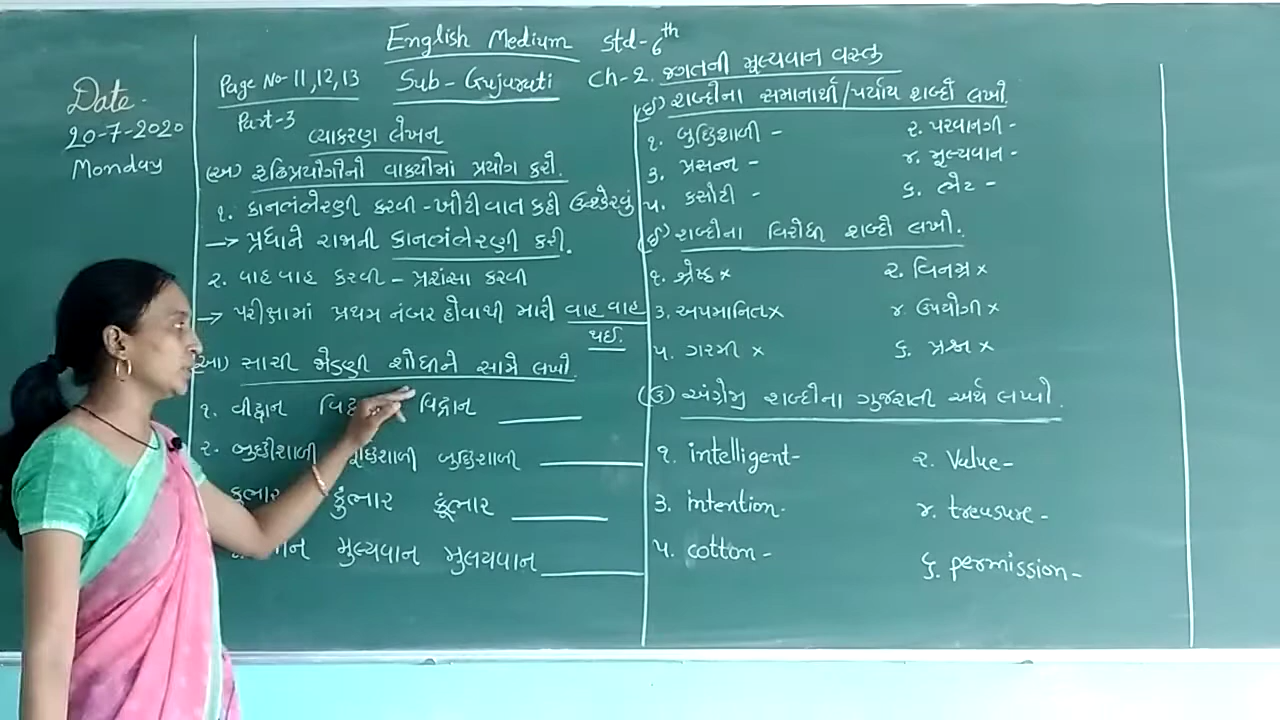 English Medium Std-6th
Date-
20-7-2020
Monday
Page No-11,12,13
Sub-Gujarati
Ch-2. જગતની મૂલ્યવાન વસ્તુ
Part-3
વ્યાકરણ લેખન
(અ) રૂઢિપ્રયોગોનો વાક્યોમાં પ્રયોગ કરો.
૧. કાનભંભેરણી કરવી - ખોટી વાત કહી ઉશ્કેરવું
→ પ્રધાને રાજાની કાનભંભેરણી કરી.
૨. વાહ વાહ કરવી - પ્રશંસા કરવી
→ પરીક્ષામાં પ્રથમ નંબર હોવાથી મારી વાહ વાહ
થઈ.
(આ) સાચી જોડણી શોધીને સામે લખો.
૧. વીદ્વાન વિદ્વાન
૨. બુદ્ધીશાળી બુદ્ધિશાળી
કુંભાર કૂંભાર
મુલ્યવાન મુલયવાન
(ઇ) શબ્દોના સમાનાર્થી/પર્યાય શબ્દો લખો.
૧. બુદ્ધિશાળી - ૨. પરવાનગી -
૩. પ્રસન્ન - ૪. મૂલ્યવાન -
૫. કસોટી - ૬. ભેટ -
(ઈ) શબ્દોના વિરોધી શબ્દો લખો.
૧. શ્રેષ્ઠ × ૨. વિનમ્ર ×
૩. અપમાનિત × ૪. ઉપયોગી ×
૫. ગરમી × ૬. પ્રશ્ન ×
(ઉ) અંગ્રેજી શબ્દોના ગુજરાતી અર્થ લખો.
૧. intelligent- ૨. Value-
૩. intention- ૪. treasure-
૫. cotton- ૬. permission-